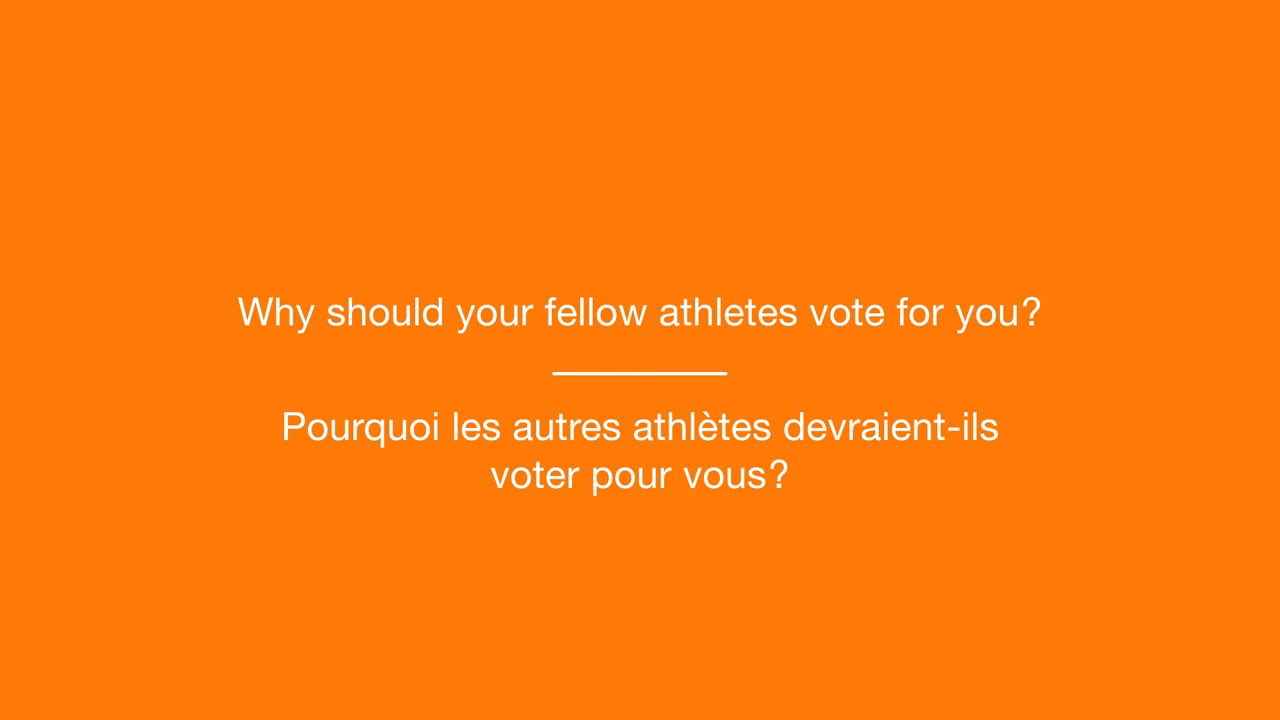 Why should your fellow athletes vote for you?
Pourquoi les autres athlètes devraient-ils
voter pour vous?